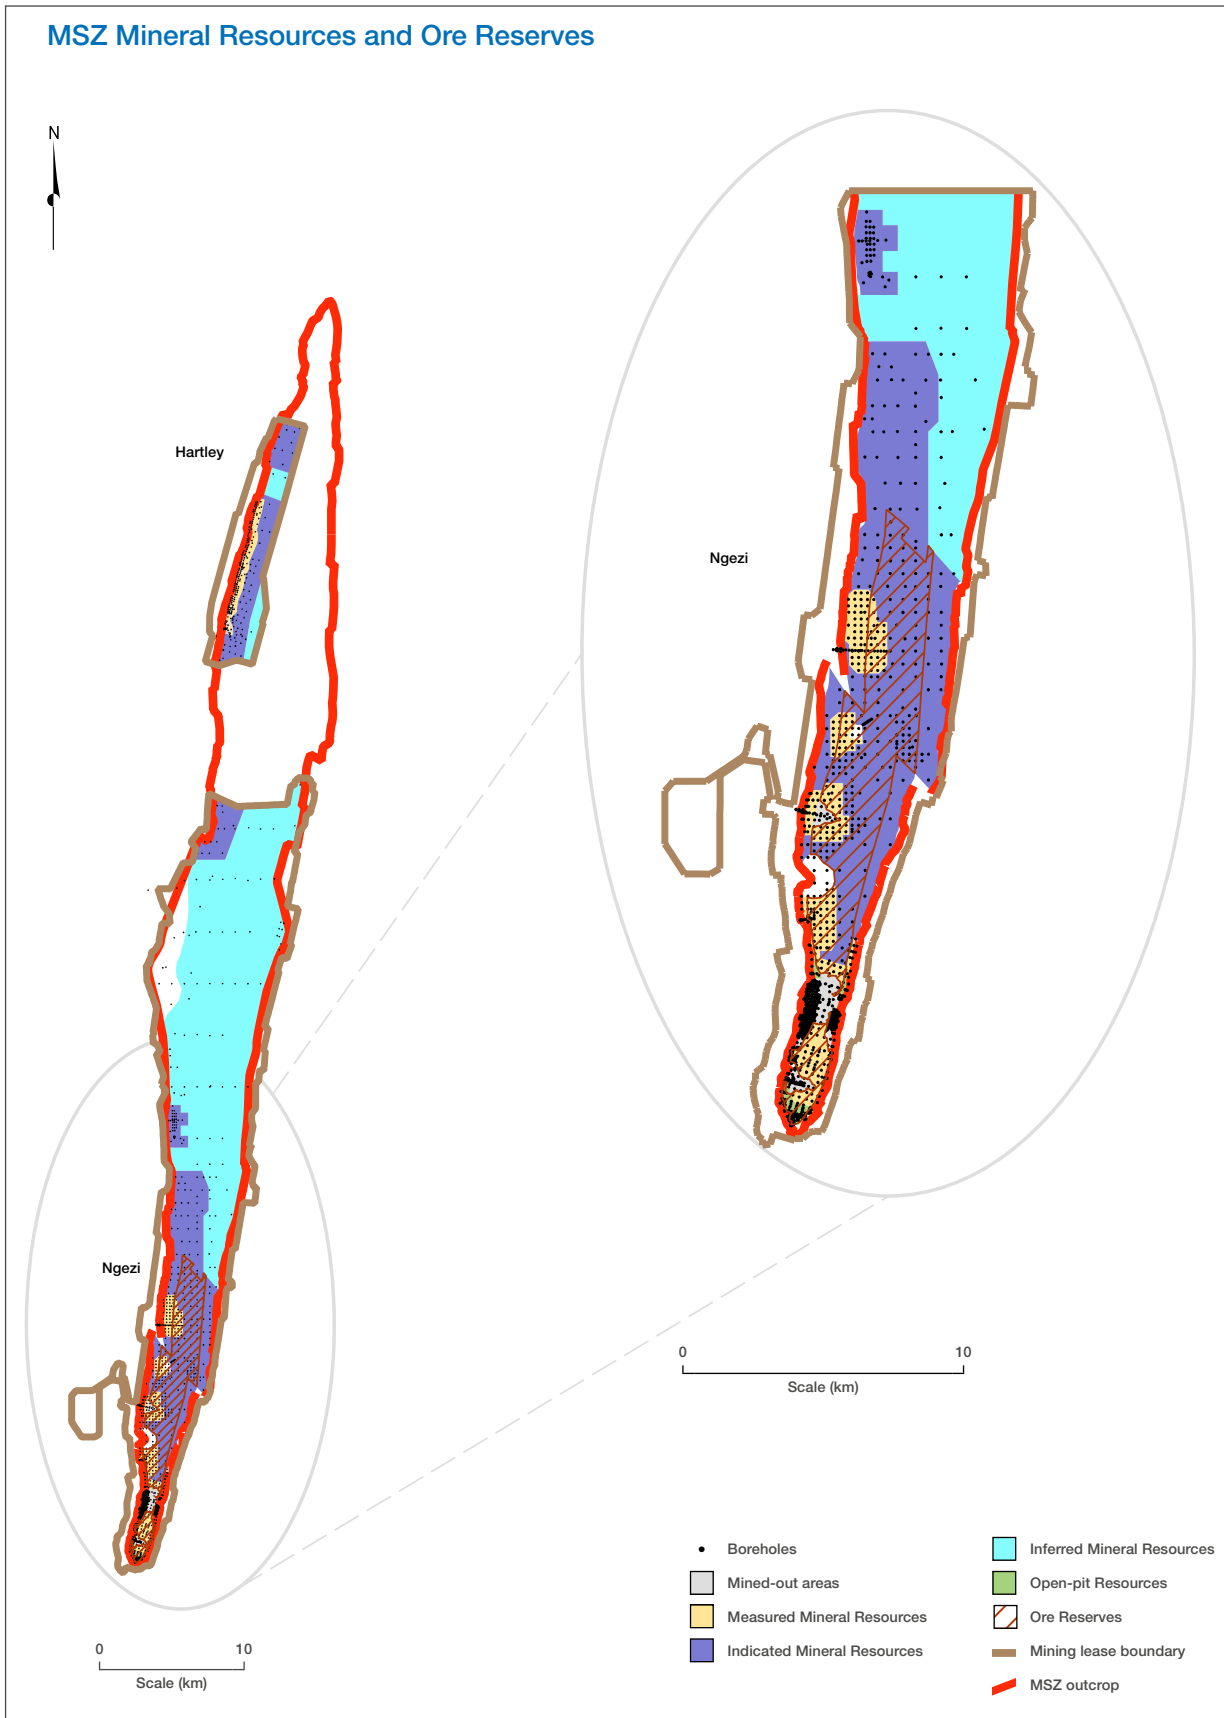 MSZ Mineral Resources and Ore Reserves
N
Hartley
Ngezi
Ngezi
0 10
Scale (km)
0 10
Scale (km)
Boreholes
Mined-out areas
Measured Mineral Resources
Indicated Mineral Resources
Inferred Mineral Resources
Open-pit Resources
Ore Reserves
Mining lease boundary
MSZ outcrop